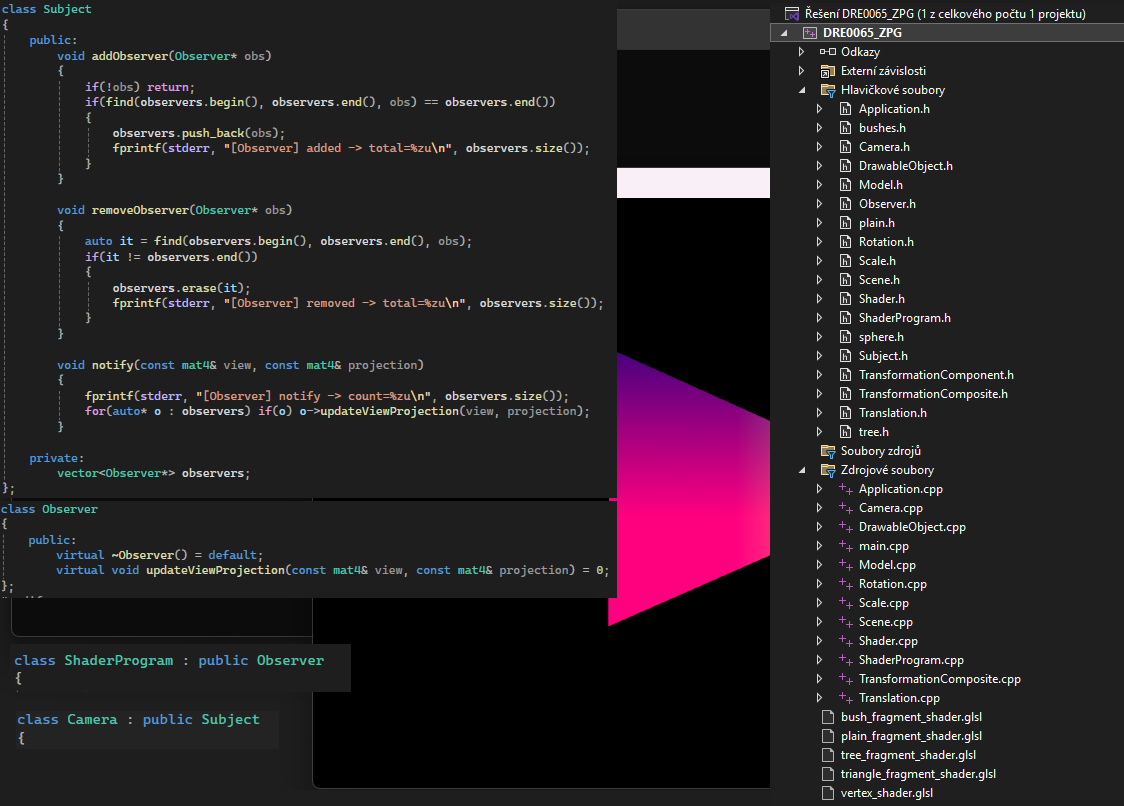 class Subject
{
public:
void addObserver(Observer* obs)
{
if(!obs) return;
if(find(observers.begin(), observers.end(), obs) == observers.end())
{
observers.push_back(obs);
fprintf(stderr, "[Observer] added -> total=%zu\n", observers.size());
}
}
void removeObserver(Observer* obs)
{
auto it = find(observers.begin(), observers.end(), obs);
if(it != observers.end())
{
observers.erase(it);
fprintf(stderr, "[Observer] removed -> total=%zu\n", observers.size());
}
}
void notify(const mat4& view, const mat4& projection)
{
fprintf(stderr, "[Observer] notify -> count=%zu\n", observers.size());
for(auto* o : observers) if(o) o->updateViewProjection(view, projection);
}
private:
vector<Observer*> observers;
};
class Observer
{
public:
virtual ~Observer() = default;
virtual void updateViewProjection(const mat4& view, const mat4& projection) = 0;
};
class ShaderProgram : public Observer
{
class Camera : public Subject
{
Řešení DRE0065_ZPG (1 z celkového počtu 1 projektu)
DRE0065_ZPG
Odkazy
Externí závislosti
Hlavičkové soubory
Application.h
bushes.h
Camera.h
DrawableObject.h
Model.h
Observer.h
plain.h
Rotation.h
Scale.h
Scene.h
Shader.h
ShaderProgram.h
sphere.h
Subject.h
TransformationComponent.h
TransformationComposite.h
Translation.h
tree.h
Soubory zdrojů
Zdrojové soubory
Application.cpp
Camera.cpp
DrawableObject.cpp
main.cpp
Model.cpp
Rotation.cpp
Scale.cpp
Scene.cpp
Shader.cpp
ShaderProgram.cpp
TransformationComposite.cpp
Translation.cpp
bush_fragment_shader.glsl
plain_fragment_shader.glsl
tree_fragment_shader.glsl
triangle_fragment_shader.glsl
vertex_shader.glsl